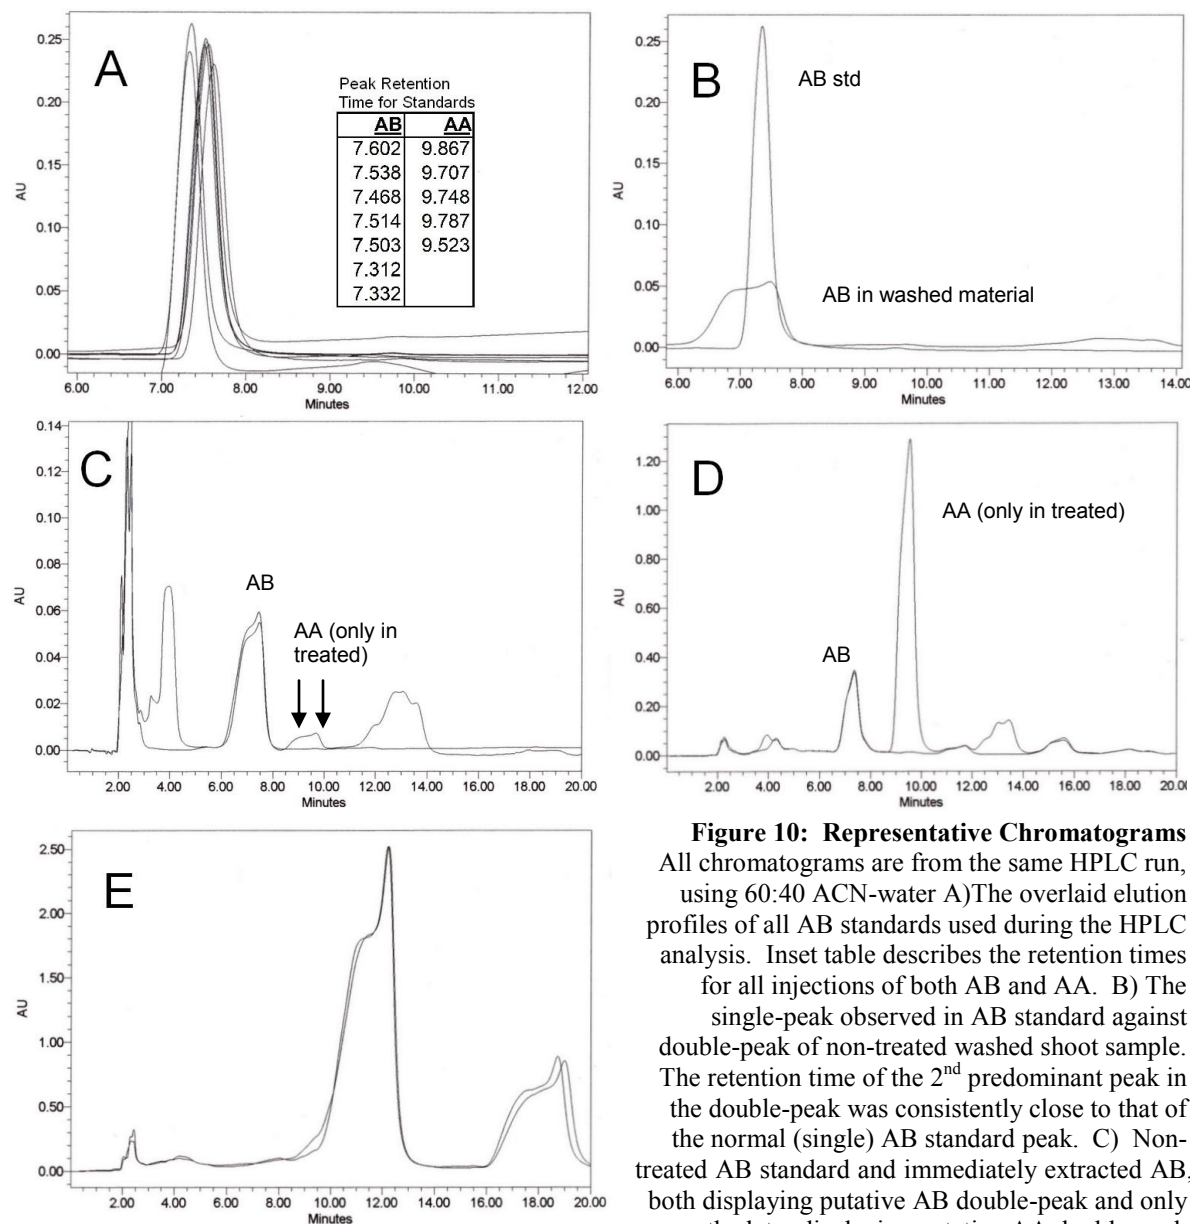 A
0.25
0.20
0.15
0.10
0.05
0.00
AU
6.00 7.00 8.00 9.00 10.00 11.00 12.00
Minutes
Peak Retention
Time for Standards
AB AA
7.602 9.867
7.538 9.707
7.468 9.748
7.514 9.787
7.503 9.523
7.312
7.332
B
0.25
0.20
0.15
0.10
0.05
0.00
AU
AB std
AB in washed material
6.00 7.00 8.00 9.00 10.00 11.00 12.00 13.00 14.00
Minutes
C
0.14
0.12
0.10
0.08
0.06
0.04
0.02
0.00
AU
AB
AA (only in
treated)
2.00 4.00 6.00 8.00 10.00 12.00 14.00 16.00 18.00 20.00
Minutes
D
1.20
1.00
0.80
0.60
0.40
0.20
0.00
AU
AA (only in treated)
AB
2.00 4.00 6.00 8.00 10.00 12.00 14.00 16.00 18.00 20.00
Minutes
E
2.50
2.00
1.50
1.00
0.50
0.00
AU
2.00 4.00 6.00 8.00 10.00 12.00 14.00 16.00 18.00 20.00
Minutes
Figure 10: Representative Chromatograms
All chromatograms are from the same HPLC run,
using 60:40 ACN-water A)The overlaid elution
profiles of all AB standards used during the HPLC
analysis. Inset table describes the retention times
for all injections of both AB and AA. B) The
single-peak observed in AB standard against
double-peak of non-treated washed shoot sample.
The retention time of the 2nd predominant peak in
the double-peak was consistently close to that of
the normal (single) AB standard peak. C) Non-
treated AB standard and immediately extracted AB,
both displaying putative AB double-peak and only